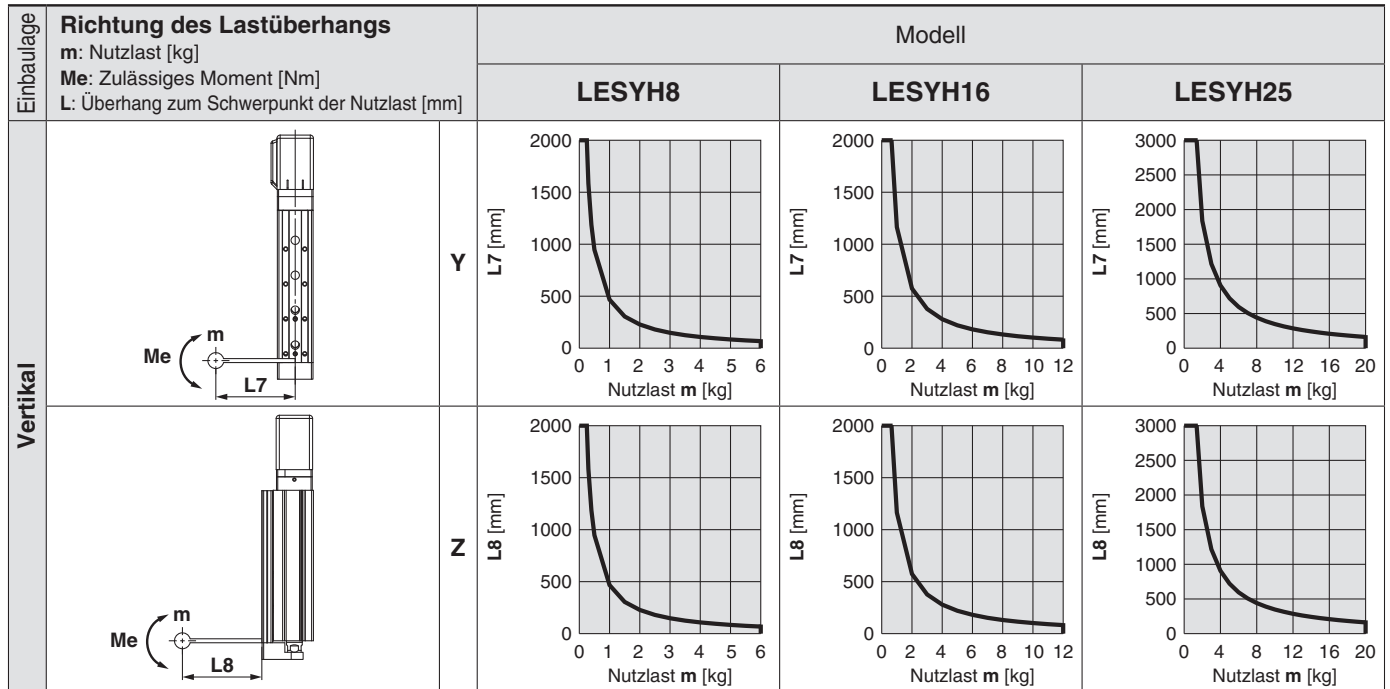 Einbaulage
Richtung des Lastüberhangs
m: Nutzlast [kg]
Me: Zulässiges Moment [Nm]
L: Überhang zum Schwerpunkt der Nutzlast [mm]
Modell
LESYH8
LESYH16
LESYH25
Vertikal
m
Me
L7
Y
L7 [mm]
2000
1500
1000
500
0
0 1 2 3 4 5 6
Nutzlast m [kg]
L7 [mm]
2000
1500
1000
500
0
0 2 4 6 8 10 12
Nutzlast m [kg]
L7 [mm]
3000
2500
2000
1500
1000
500
0
0 4 8 12 16 20
Nutzlast m [kg]
m
Me
L8
Z
L8 [mm]
2000
1500
1000
500
0
0 1 2 3 4 5 6
Nutzlast m [kg]
L8 [mm]
2000
1500
1000
500
0
0 2 4 6 8 10 12
Nutzlast m [kg]
L8 [mm]
3000
2500
2000
1500
1000
500
0
0 4 8 12 16 20
Nutzlast m [kg]